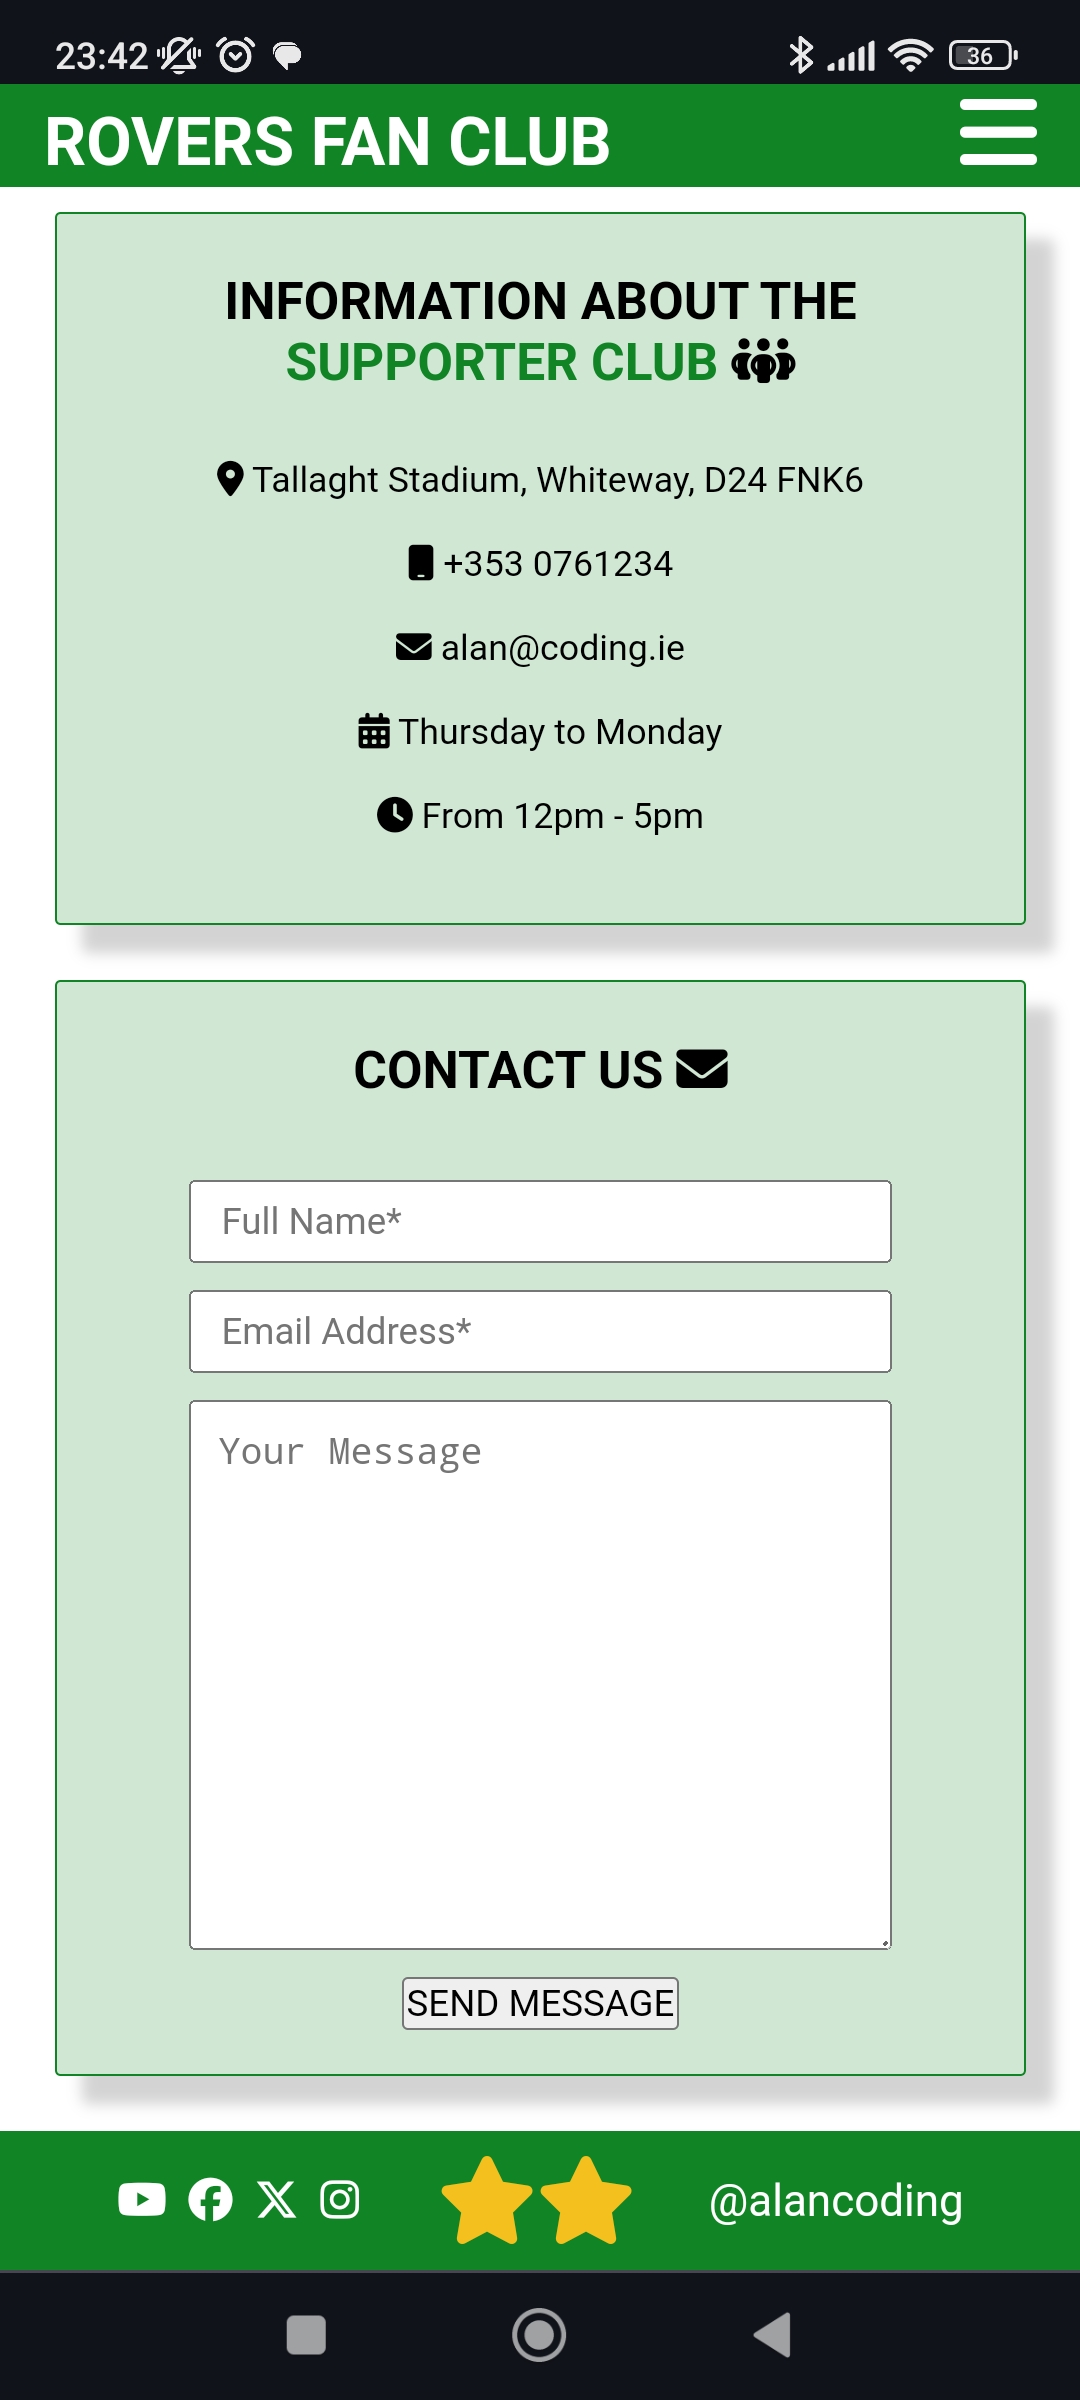 23:42
36
ROVERS FAN CLUB
INFORMATION ABOUT THE
SUPPORTER CLUB
Tallaght Stadium, Whiteway, D24 FNK6
+353 0761234
alan@coding.ie
Thursday to Monday
From 12pm - 5pm
CONTACT US
Full Name*
Email Address*
Your Message
SEND MESSAGE
@alancoding